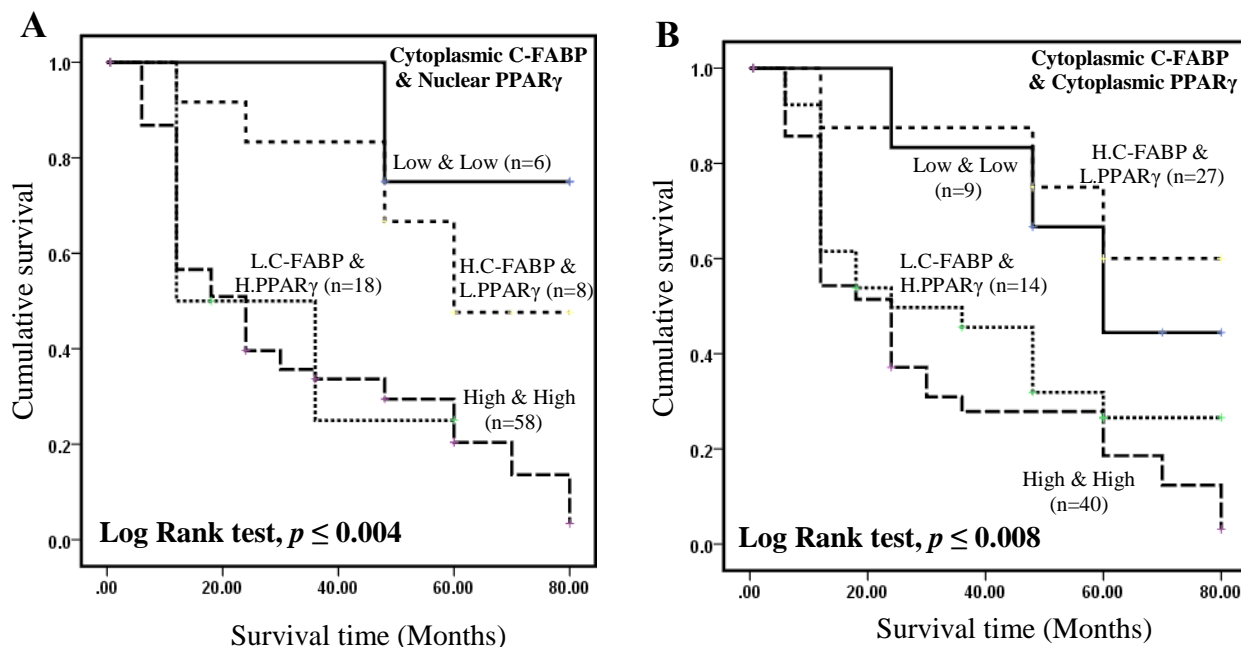 A
Cytoplasmic C-FABP
& Nuclear PPARγ
Cumulative survival
1.0
0.8
0.6
0.4
0.2
0.0
Low & Low (n=6)
L.C-FABP &
H.PPARγ (n=18)
H.C-FABP &
L.PPARγ (n=8)
High & High
(n=58)
Log Rank test, p ≤ 0.004
.00
20.00
40.00
60.00
80.00
Survival time (Months)
B
Cytoplasmic C-FABP
& Cytoplasmic PPARγ
Cumulative survival
1.0
0.8
0.6
0.4
0.2
0.0
Low & Low
(n=9)
H.C-FABP &
L.PPARγ (n=27)
L.C-FABP &
H.PPARγ (n=14)
High & High
(n=40)
Log Rank test, p ≤ 0.008
.00
20.00
40.00
60.00
80.00
Survival time (Months)